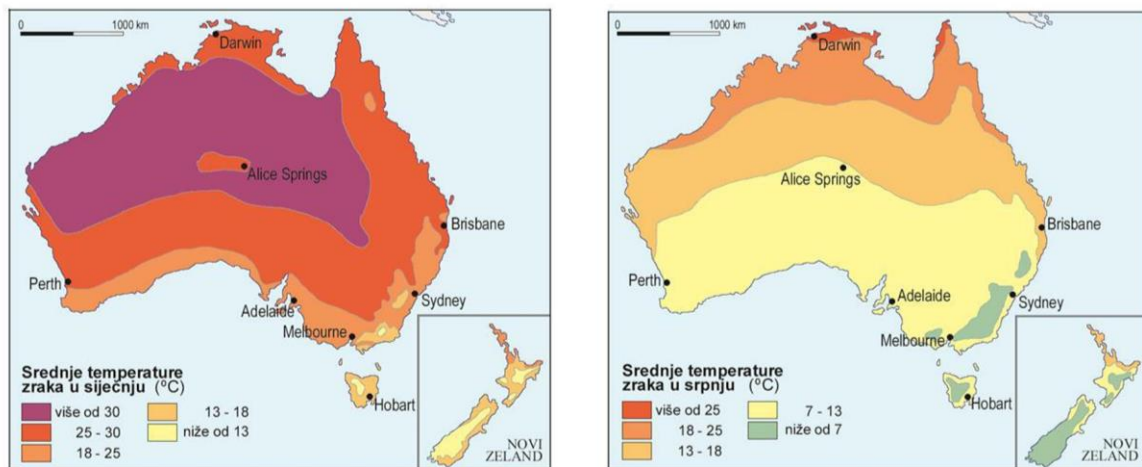 1000 km
Darwin
Alice Springs
Brisbane
Perth
Adelaide
Sydney
Melbourne
Hobart
Srednje temperature
zraka u siječnju (°C)
više od 30
25 - 30
18 - 25
13 - 18
niže od 13
NOVI
ZELAND
1000 km
Darwin
Alice Springs
Brisbane
Perth
Adelaide
Sydney
Melbourne
Hobart
Srednje temperature
zraka u srpnju (°C)
više od 25
18 - 25
13 - 18
7 - 13
niže od 7
NOVI
ZELAND